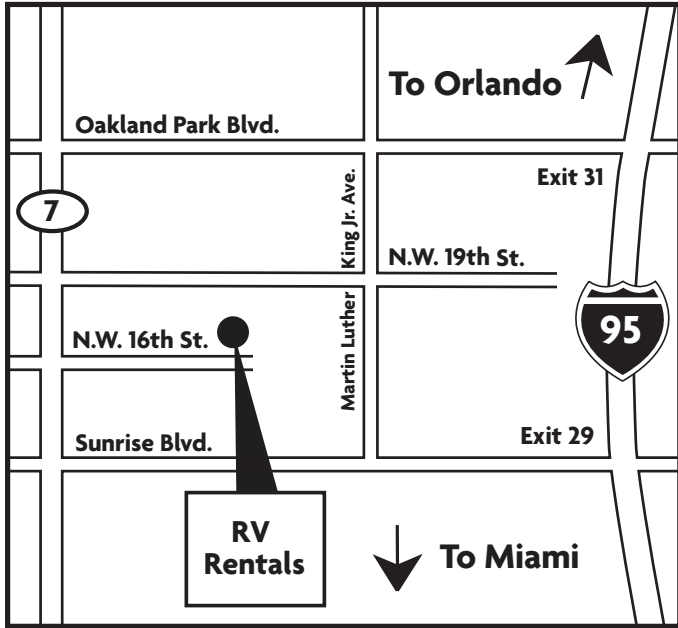 To Orlando
Oakland Park Blvd.
Exit 31
7
Martin Luther King Jr. Ave.
N.W. 19th St.
95
N.W. 16th St.
Sunrise Blvd.
Exit 29
RV
Rentals
To Miami